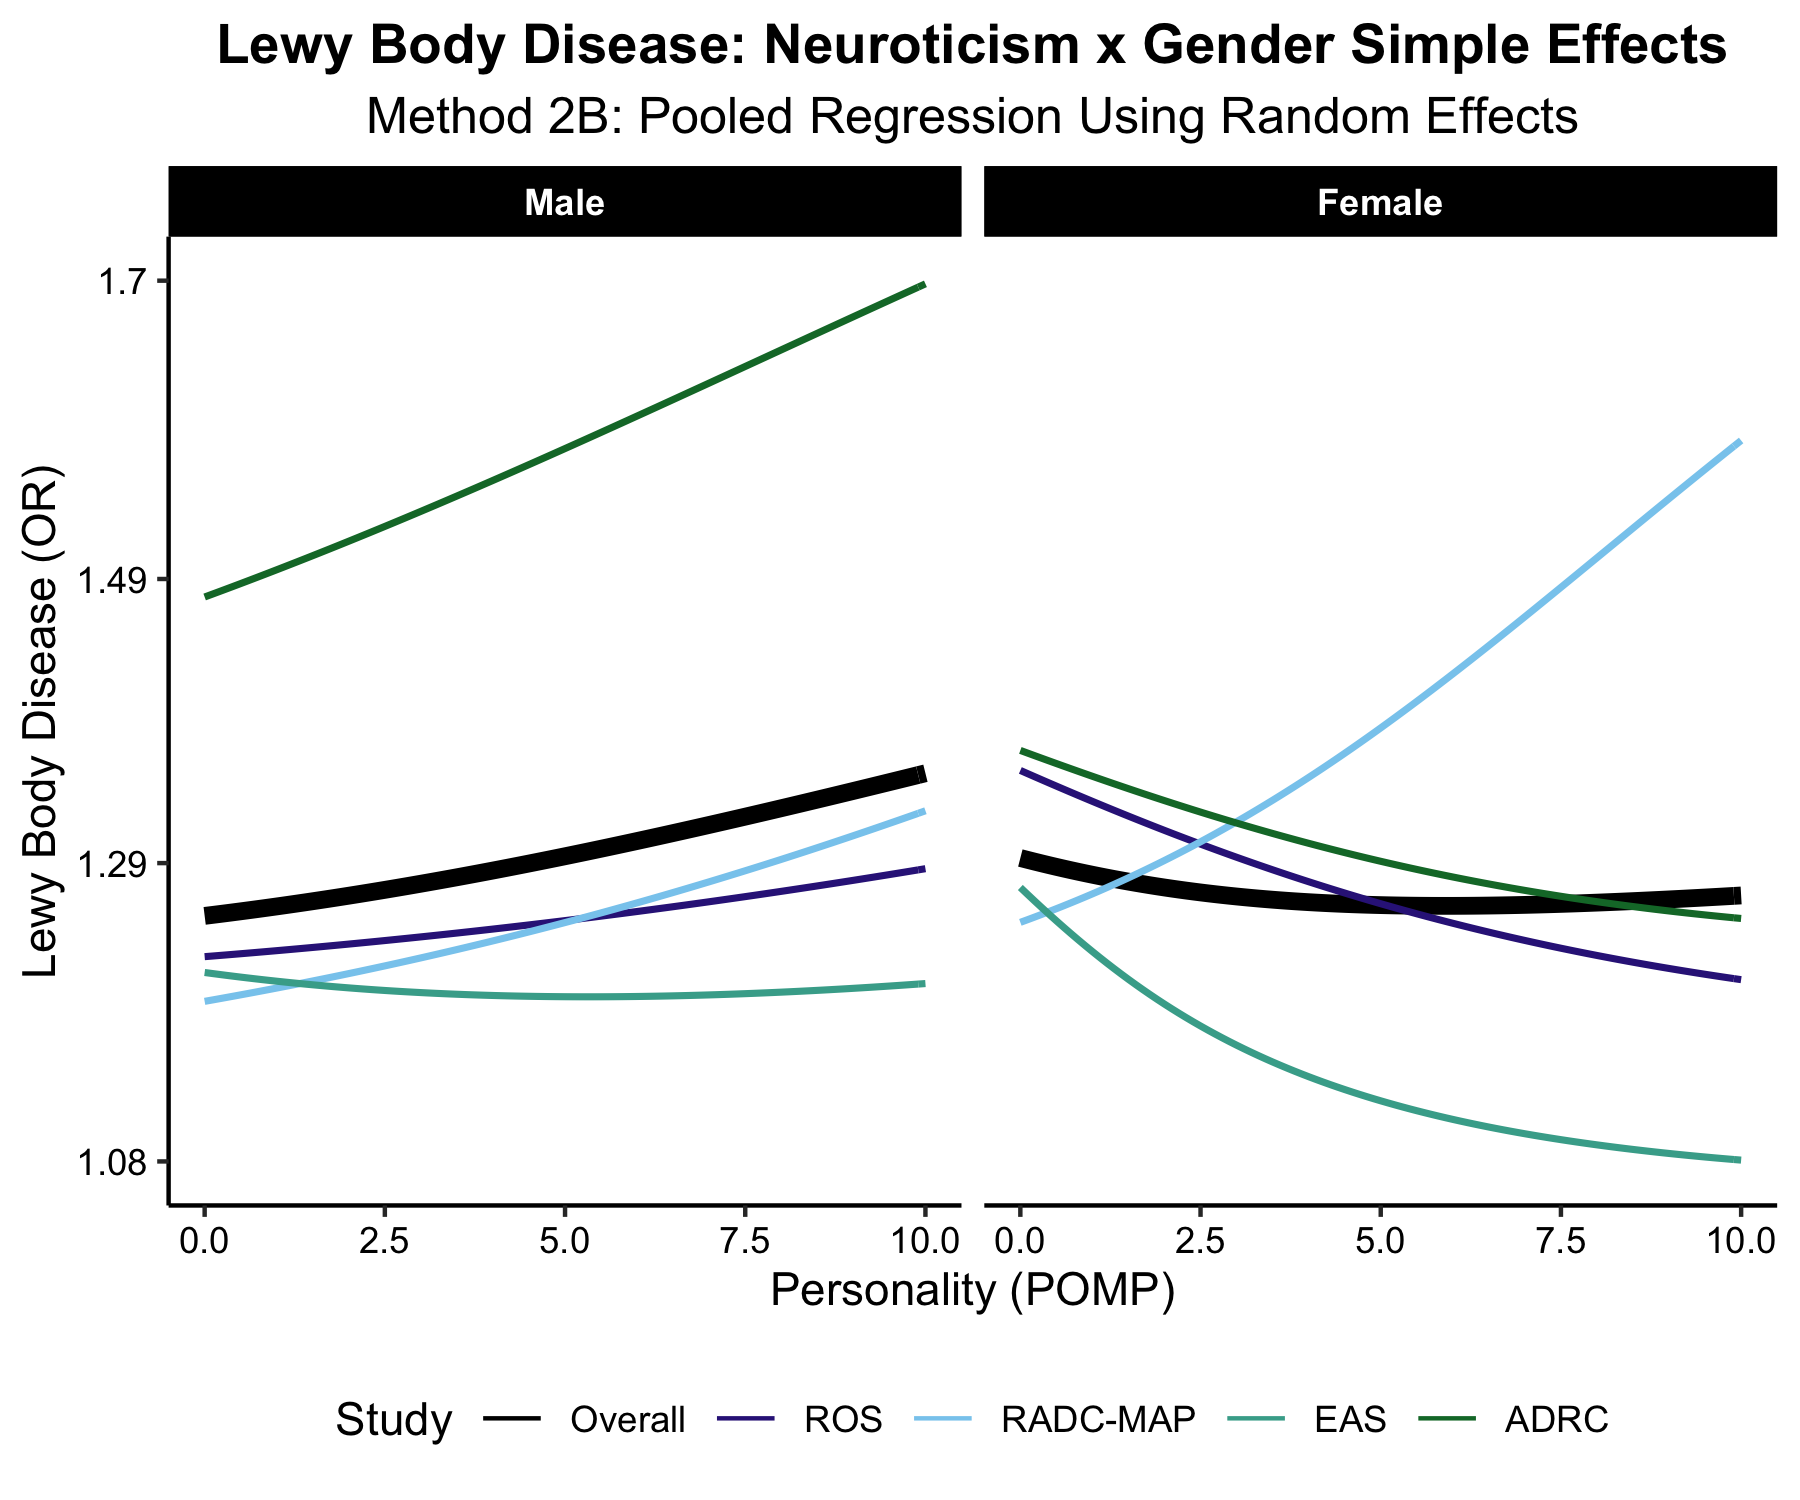 Lewy Body Disease: Neuroticism x Gender Simple Effects
Method 2B: Pooled Regression Using Random Effects
Male
Female
Lewy Body Disease (OR)
1.7
1.49
1.29
1.08
0.0 2.5 5.0 7.5 10.0
0.0 2.5 5.0 7.5 10.0
Personality (POMP)
Study Overall ROS RADC-MAP EAS ADRC